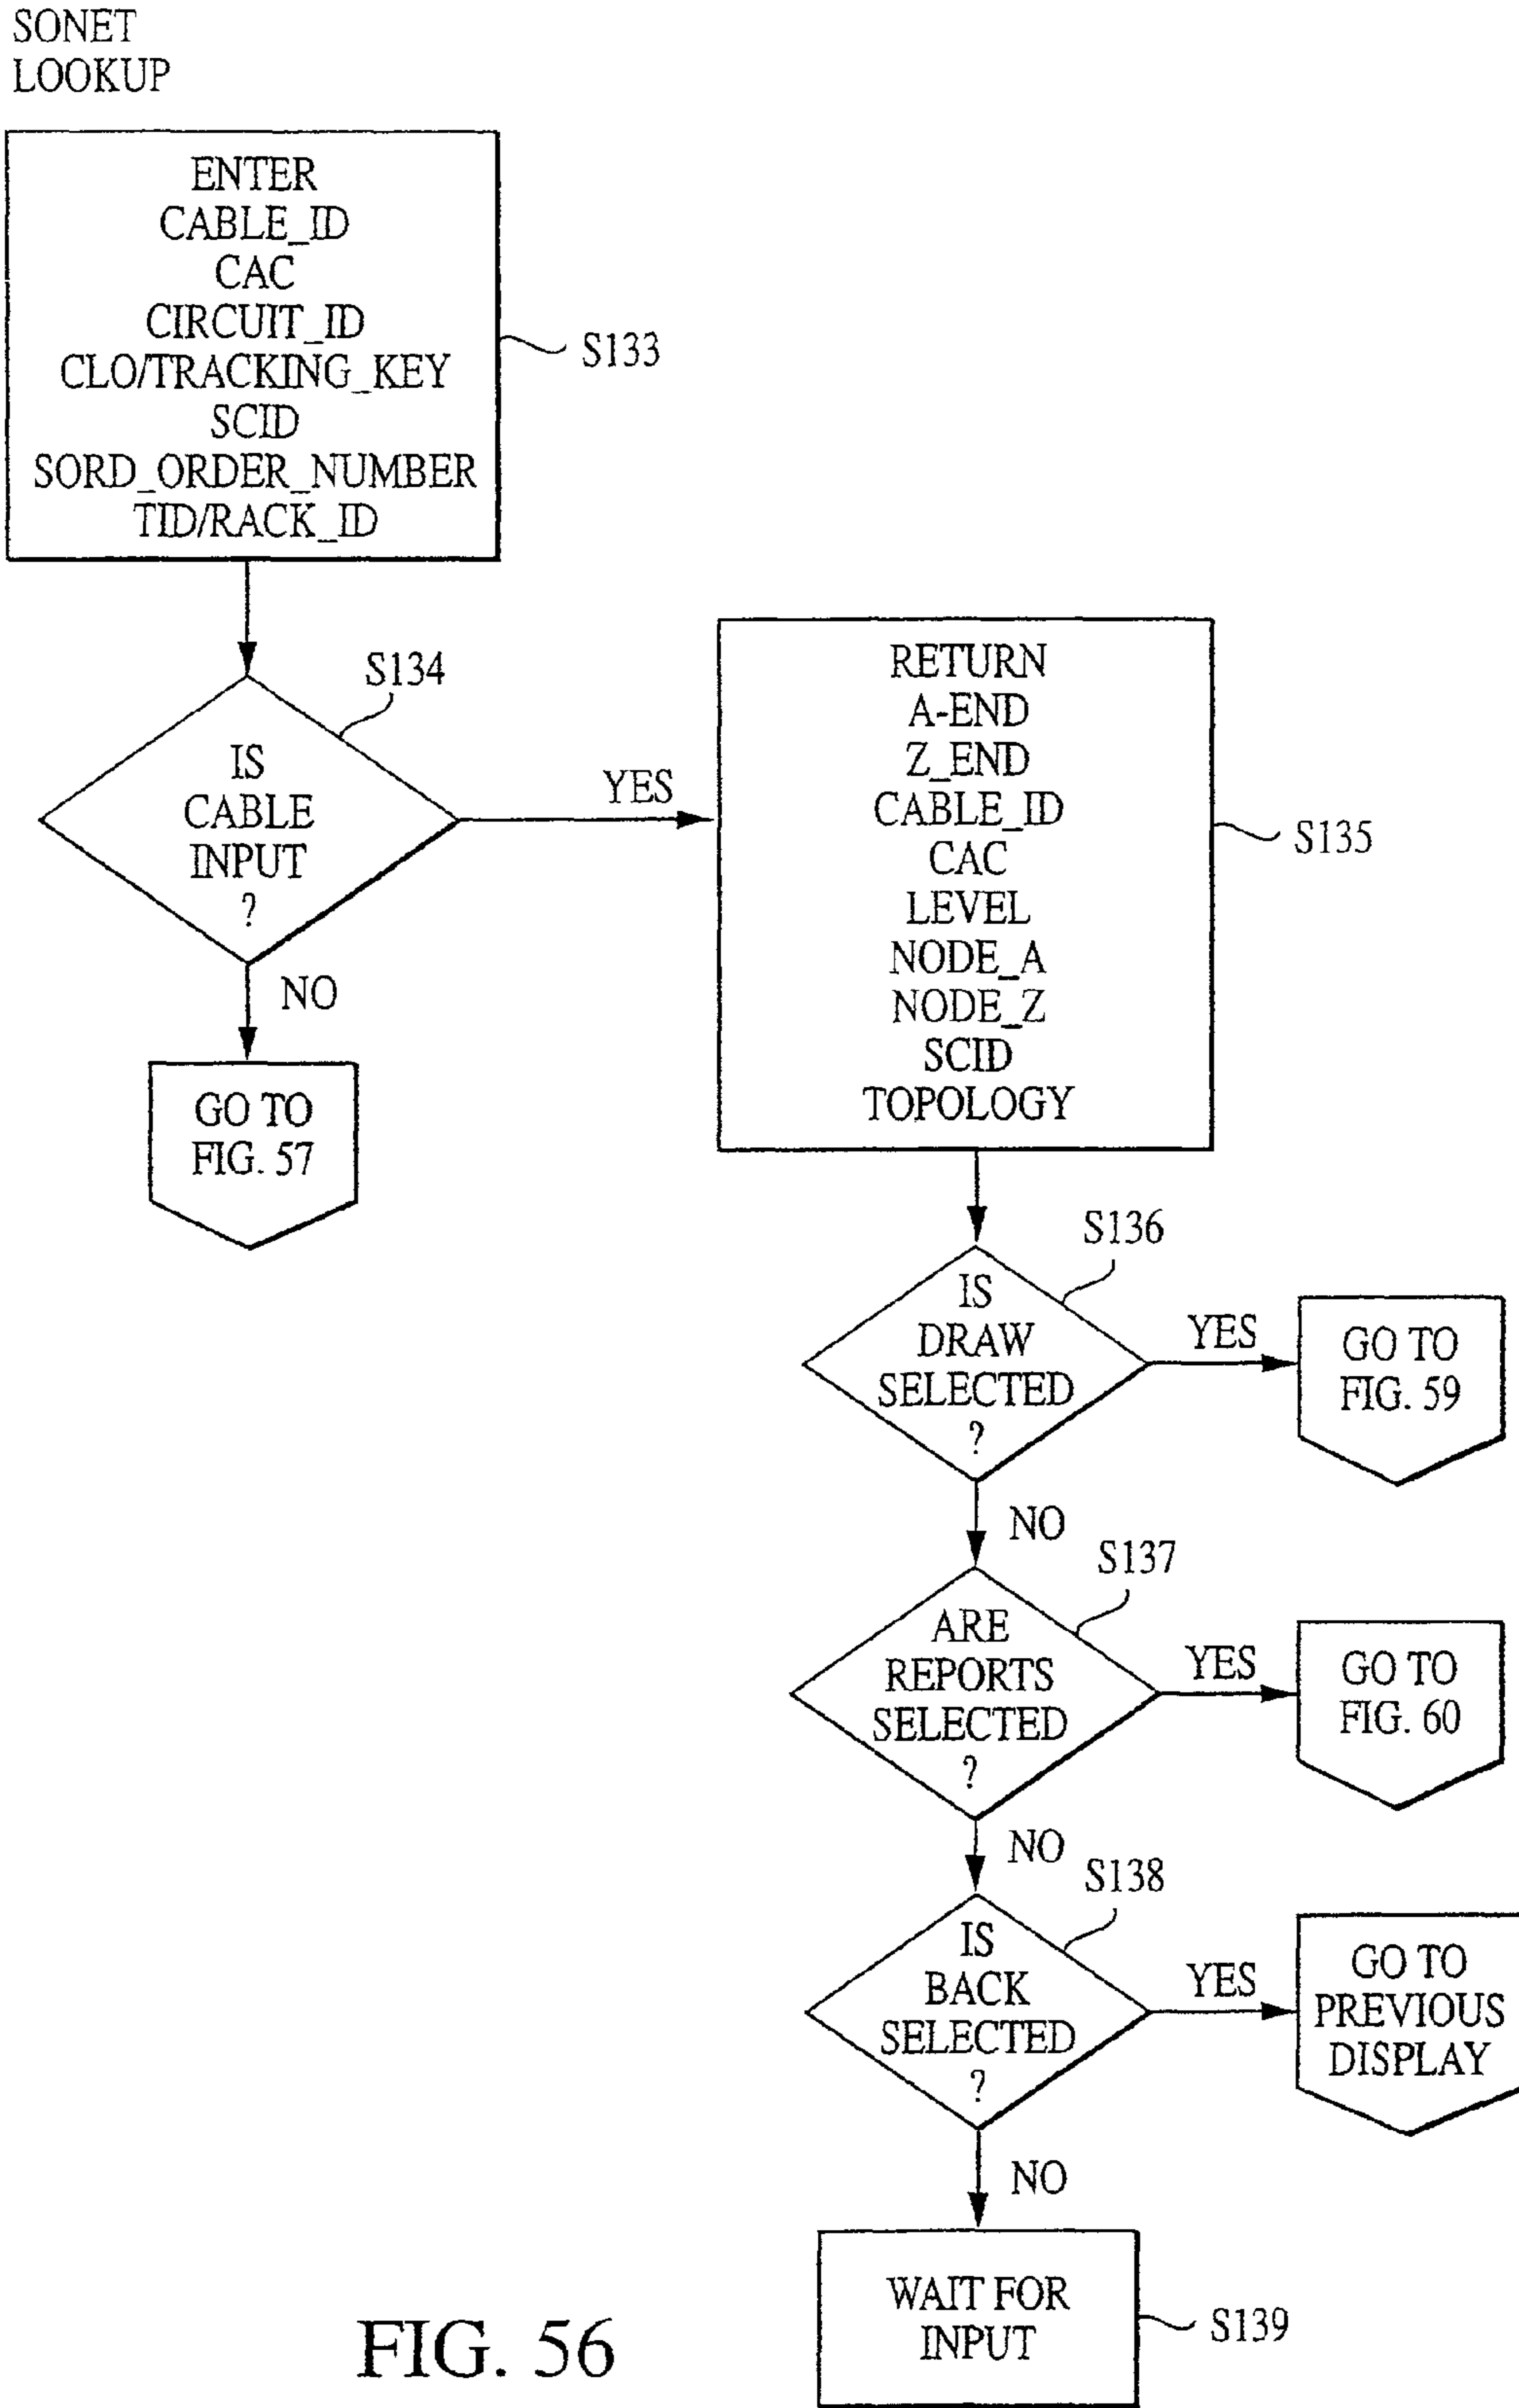 SONET
LOOKUP
ENTER
CABLE_ID
CAC
CIRCUIT_ID
CLO/TRACKING_KEY
SCID
SORD_ORDER_NUMBER
TID/RACK_ID
S133
S134
IS
CABLE
INPUT
?
YES
NO
GO TO
FIG. 57
RETURN
A-END
Z_END
CABLE_ID
CAC
LEVEL
NODE_A
NODE_Z
SCID
TOPOLOGY
S135
S136
IS
DRAW
SELECTED
?
YES
GO TO
FIG. 59
NO
S137
ARE
REPORTS
SELECTED
?
YES
GO TO
FIG. 60
NO
S138
IS
BACK
SELECTED
?
YES
GO TO
PREVIOUS
DISPLAY
NO
WAIT FOR
INPUT
S139
FIG. 56